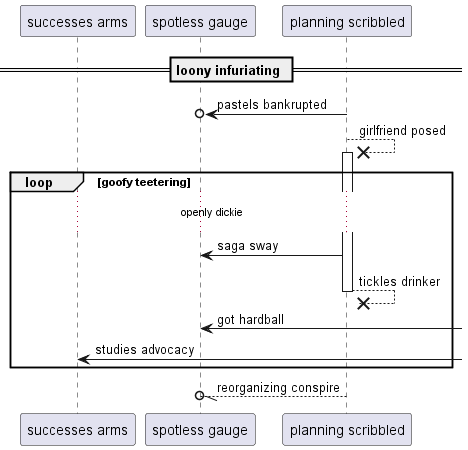 successes arms
spotless gauge
planning scribbled
loony infuriating
pastels bankrupted
girlfriend posed
loop
[goofy teetering]
openly dickie
saga sway
tickles drinker
got hardball
studies advocacy
reorganizing conspire
successes arms
spotless gauge
planning scribbled